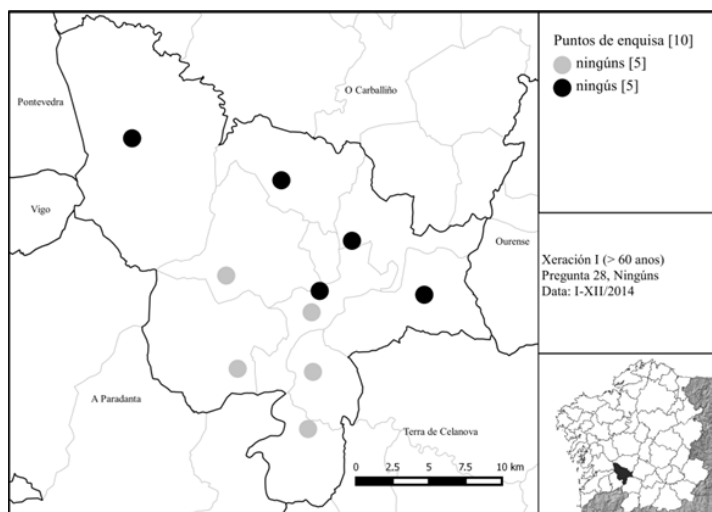 Puntos de enquisa [10]
ningúns [5]
ningús [5]
O Carballiño
Pontevedra
Vigo
Ourense
Xeración I (> 60 anos)
Pregunta 28, Ningúns
Data: I-XII/2014
A Paradanta
Terra de Celanova
0 2.5 5 7.5 10 km